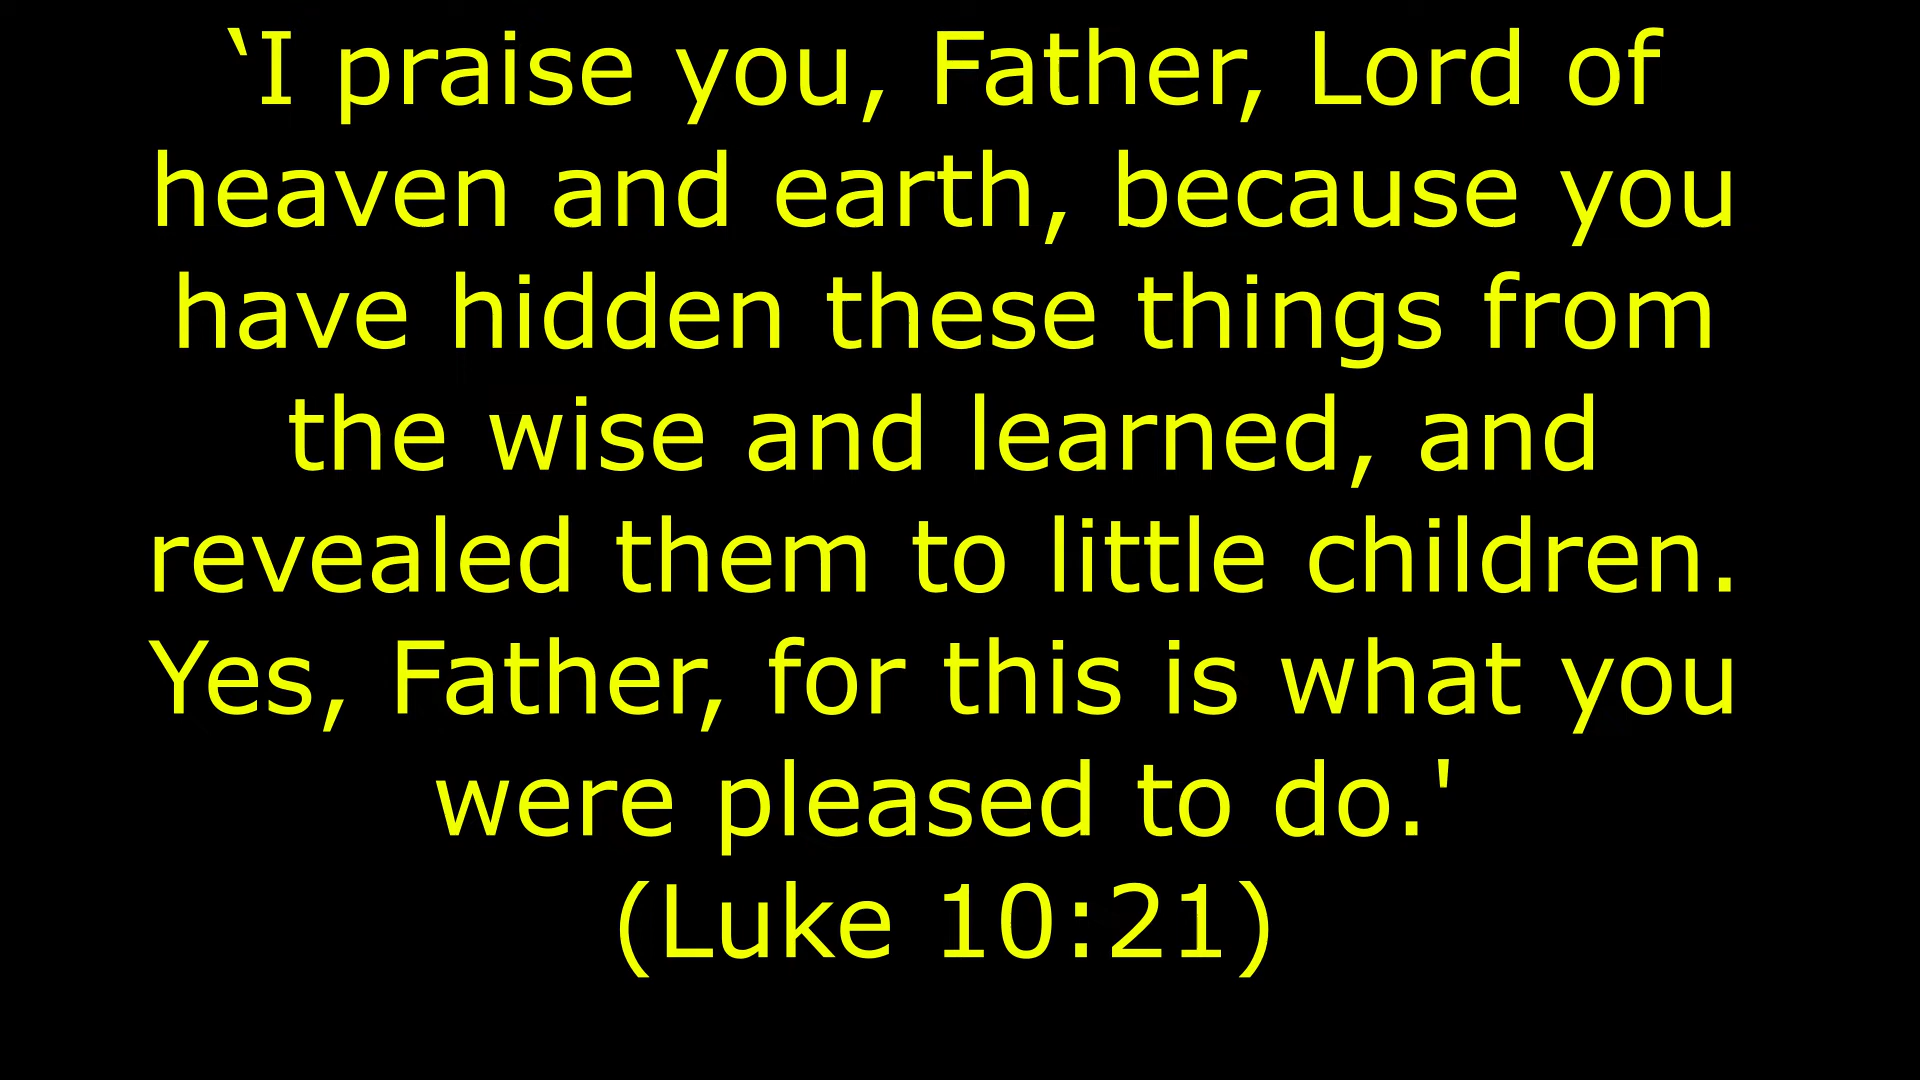 ‘I praise you, Father, Lord of
heaven and earth, because you
have hidden these things from
the wise and learned, and
revealed them to little children.
Yes, Father, for this is what you
were pleased to do.'
(Luke 10:21)